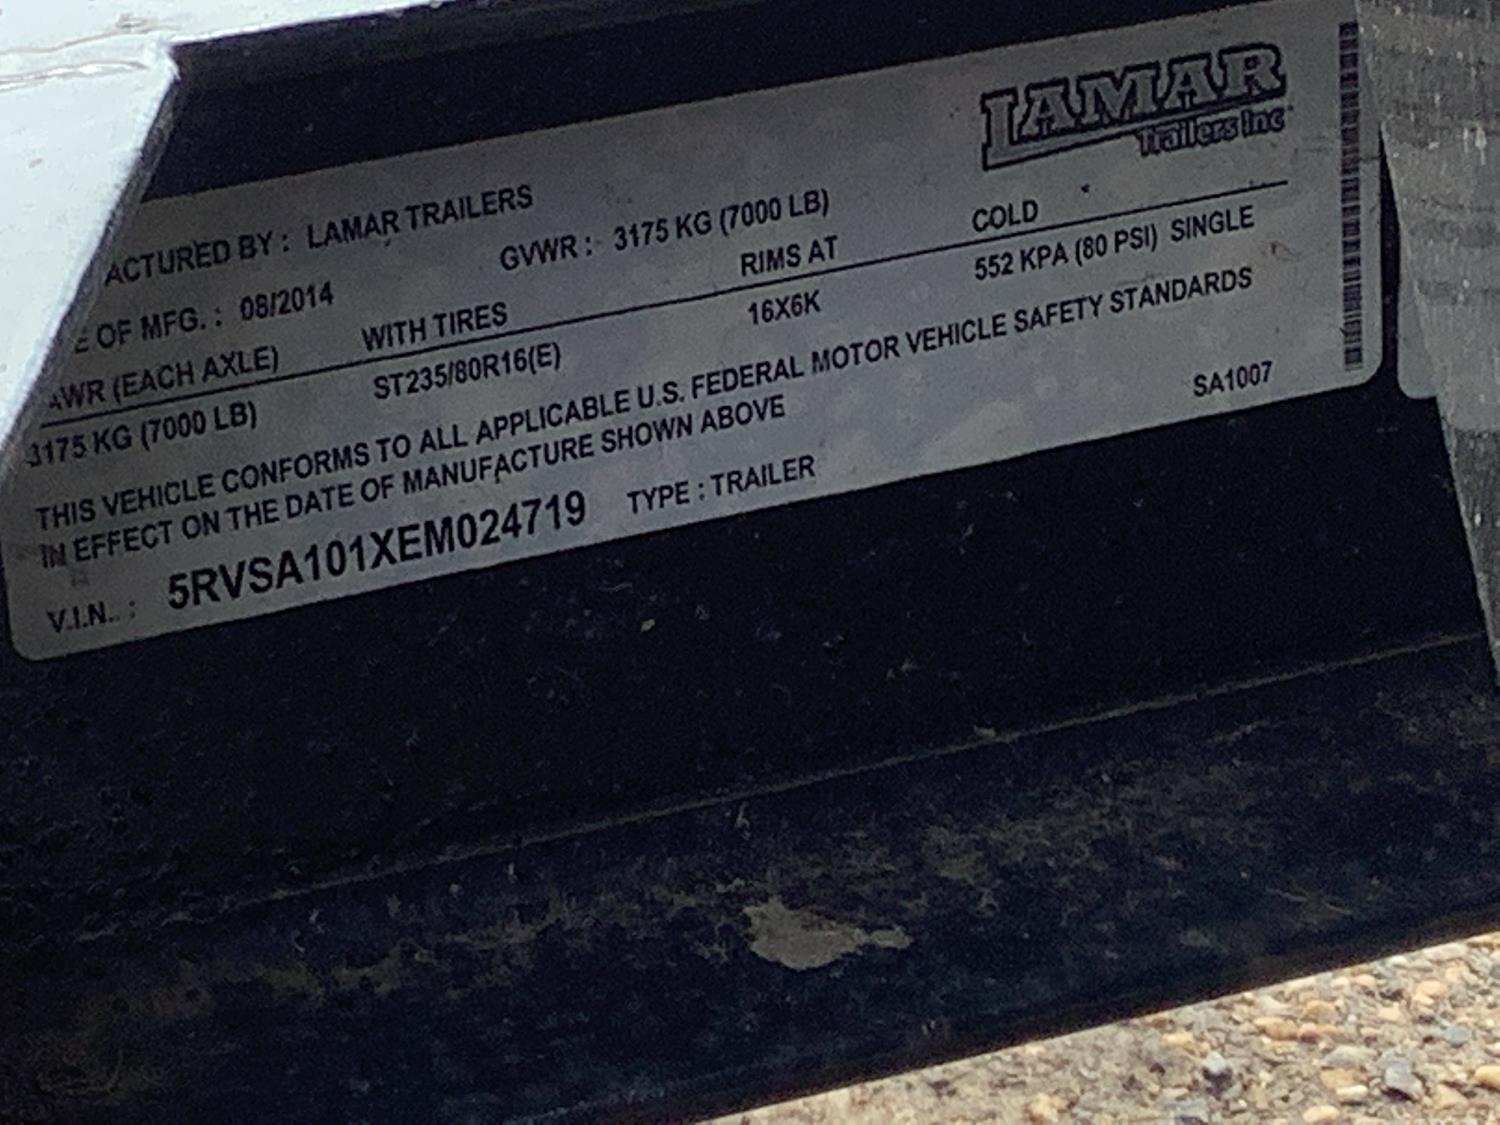 LAMAR
Trailers Inc
ACTURED BY : LAMAR TRAILERS
E OF MFG. : 08/2014 GVWR : 3175 KG (7000 LB)
AWR (EACH AXLE) WITH TIRES RIMS AT COLD
3175 KG (7000 LB) ST235/80R16(E) 16X6K 552 KPA (80 PSI) SINGLE
THIS VEHICLE CONFORMS TO ALL APPLICABLE U.S. FEDERAL MOTOR VEHICLE SAFETY STANDARDS
IN EFFECT ON THE DATE OF MANUFACTURE SHOWN ABOVE
SA1007
V.I.N.. : 5RVSA101XEM024719 TYPE : TRAILER